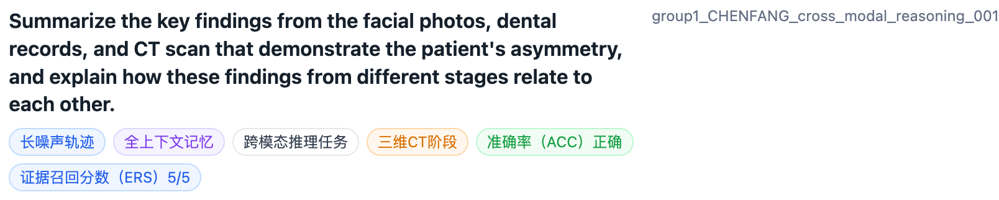 Summarize the key findings from the facial photos, dental
records, and CT scan that demonstrate the patient's asymmetry,
and explain how these findings from different stages relate to
each other.
group1_CHENFANG_cross_modal_reasoning_001
长噪声轨迹
全上下文记忆
跨模态推理任务
三维CT阶段
准确率（ACC）正确
证据召回分数（ERS）5/5